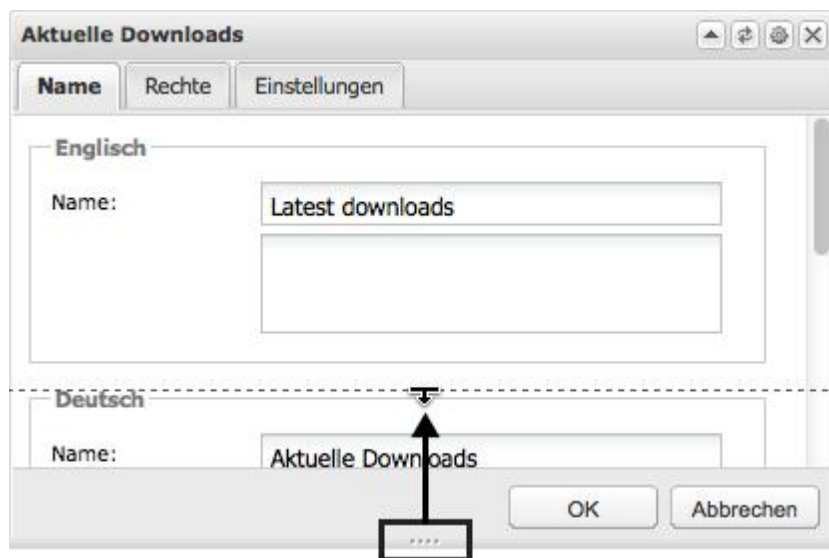 Aktuelle Downloads
Name Rechte Einstellungen
Englisch
Name: Latest downloads
Deutsch
Name: Aktuelle Downloads
OK Abbrechen